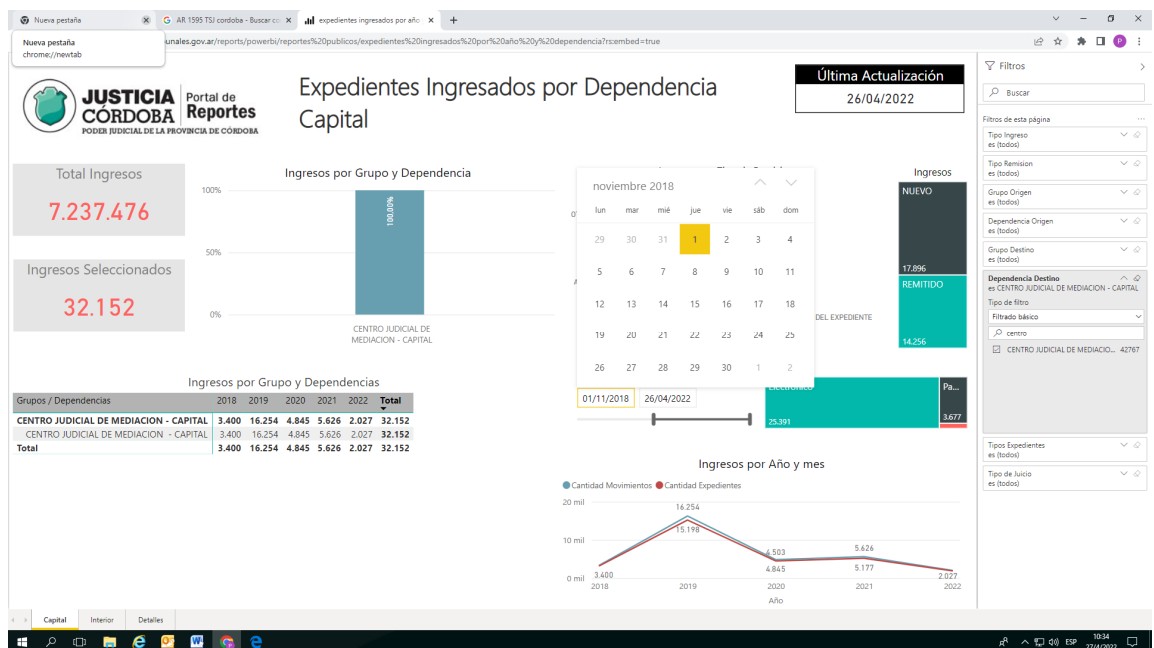 Nueva pestaña
AR 1595 TSJ cordoba - Buscar co
expedientes ingresados por año
Nueva pestaña
chrome://newtab
unales.gov.ar/reports/powerbi/reportes%20publicos/expedientes%20ingresados%20por%20año%20y%20dependencia?rs:embed=true
JUSTICIA CÓRDOBA
PODER JUDICIAL DE LA PROVINCIA DE CÓRDOBA
Portal de
Reportes
Expedientes Ingresados por Dependencia
Capital
Última Actualización
26/04/2022
Total Ingresos
7.237.476
Ingresos Seleccionados
32.152
Ingresos por Grupo y Dependencia
100%
50%
0%
100,00%
CENTRO JUDICIAL DE
MEDIACION - CAPITAL
noviembre 2018
lun mar mié jue vie sáb dom
29 30 31 1 2 3 4
5 6 7 8 9 10 11
12 13 14 15 16 17 18
19 20 21 22 23 24 25
26 27 28 29 30 1 2
DEL EXPEDIENTE
01/11/2018 26/04/2022
Ingresos
NUEVO
17.896
REMITIDO
14.256
Electrónico
25.391
Pa...
3.677
Ingresos por Grupo y Dependencias
Grupos / Dependencias 2018 2019 2020 2021 2022 Total
CENTRO JUDICIAL DE MEDIACION - CAPITAL 3.400 16.254 4.845 5.626 2.027 32.152
CENTRO JUDICIAL DE MEDIACION - CAPITAL 3.400 16.254 4.845 5.626 2.027 32.152
Total 3.400 16.254 4.845 5.626 2.027 32.152
Ingresos por Año y mes
Cantidad Movimientos Cantidad Expedientes
20 mil
10 mil
0 mil
3.400
16.254
15.198
4.503
4.845
5.626
5.177
2.027
2018 2019 2020 2021 2022
Año
Filtros
Buscar
Filtros de esta página
Tipo Ingreso
es (todos)
Tipo Remision
es (todos)
Grupo Origen
es (todos)
Dependencia Origen
es (todos)
Grupo Destino
es (todos)
Dependencia Destino
es CENTRO JUDICIAL DE MEDIACION - CAPITAL
Tipo de filtro
Filtrado básico
centro
CENTRO JUDICIAL DE MEDIACIO... 42767
Tipos Expedientes
es (todos)
Tipo de Juicio
es (todos)
Capital Interior Detalles
ESP
10:34
27/4/2022